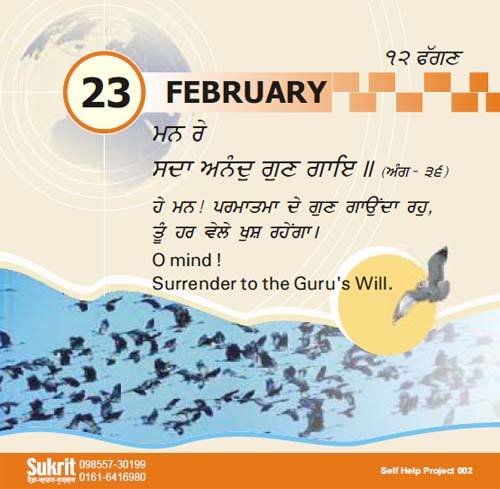 ੧੨ ਫੱਗਣ
23 FEBRUARY
ਮਨ ਰੇ
ਸਦਾ ਅਨੰਦੁ ਗੁਣ ਗਾਇ ॥ (ਅੰਗ - ੩੬)
ਹੇ ਮਨ! ਪਰਮਾਤਮਾ ਦੇ ਗੁਣ ਗਾਉਂਦਾ ਰਹੁ,
ਤੂੰ ਹਰ ਵੇਲੇ ਖੁਸ਼ ਰਹੇਂਗਾ।
O mind !
Surrender to the Guru's Will.
Sukrit 098557-30199
0161-6416980
Self Help Project 002